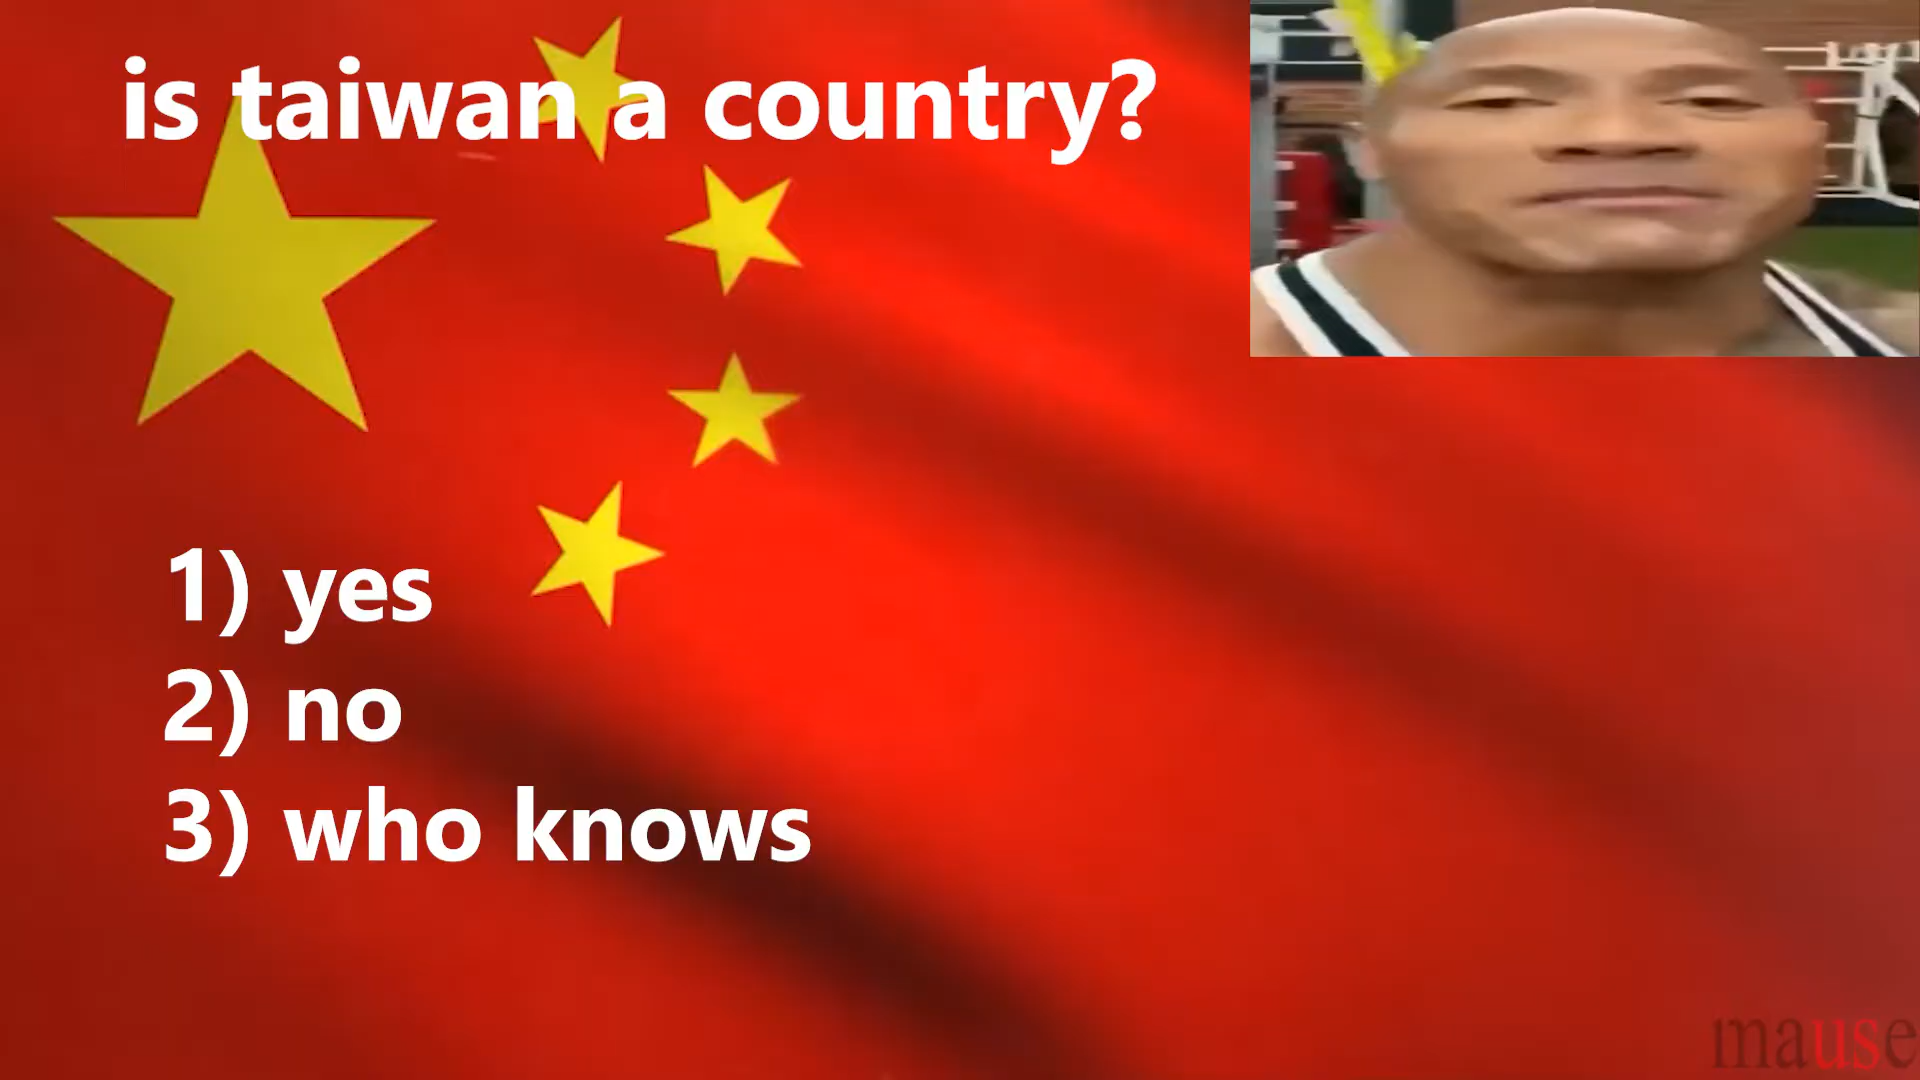 is taiwan a country?
1) yes
2) no
3) who knows
mause